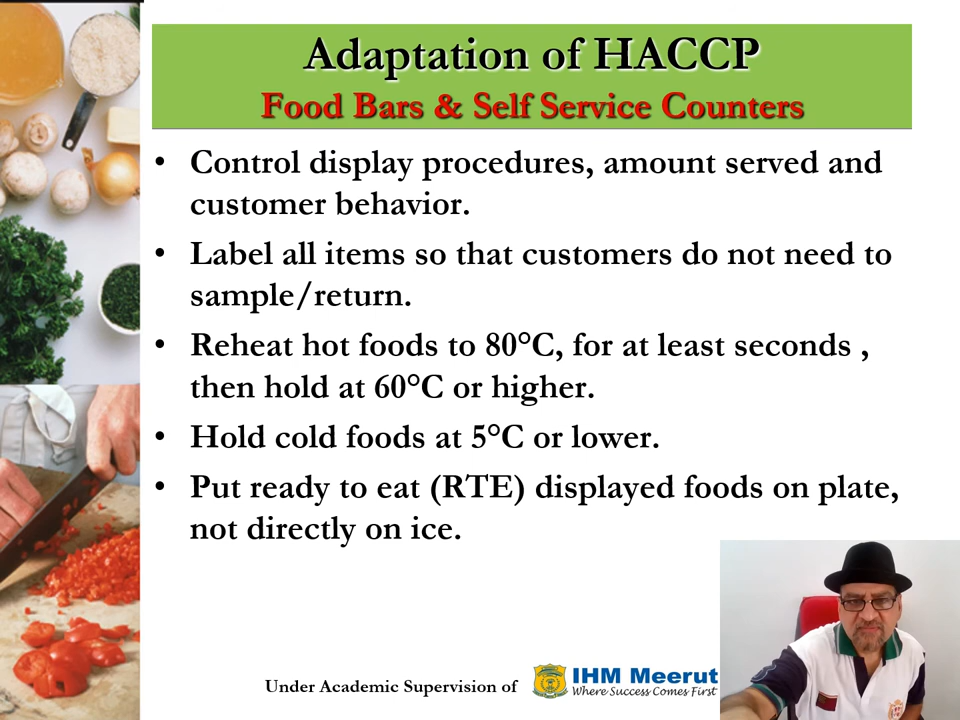 Adaptation of HACCP
Food Bars & Self Service Counters
• Control display procedures, amount served and
customer behavior.
• Label all items so that customers do not need to
sample/return.
• Reheat hot foods to 80°C, for at least seconds ,
then hold at 60°C or higher.
• Hold cold foods at 5°C or lower.
• Put ready to eat (RTE) displayed foods on plate,
not directly on ice.
Under Academic Supervision of
IHM Meerut
Where Success Comes First